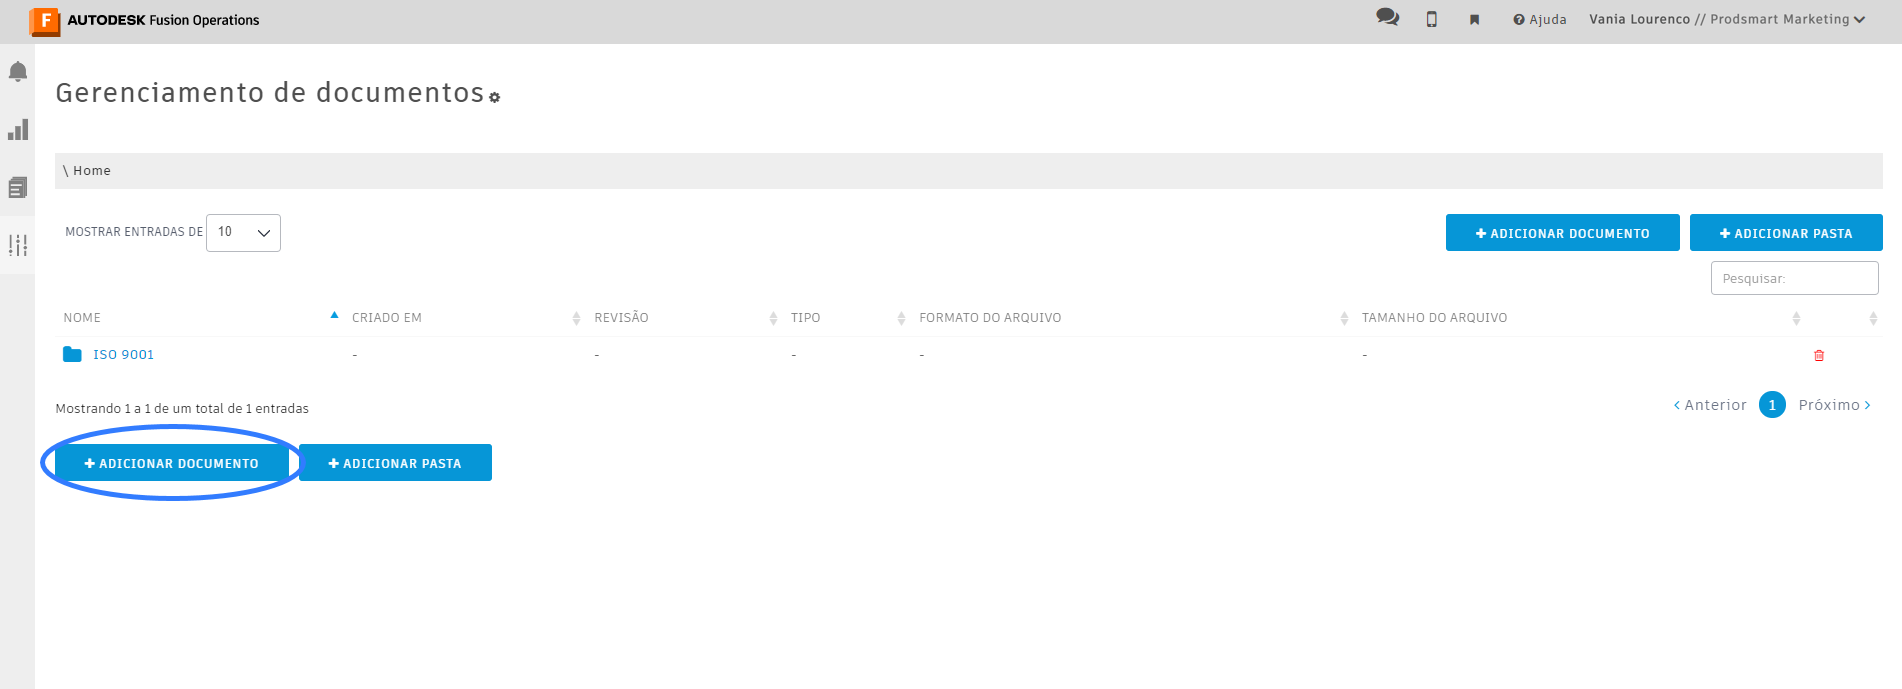 F AUTODESK Fusion Operations
Ajuda
Vania Lourenco // Prodsmart Marketing
Gerenciamento de documentos
\ Home
MOSTRAR ENTRADAS DE 10
+ ADICIONAR DOCUMENTO
+ ADICIONAR PASTA
Pesquisar:
NOME CRIADO EM REVISÃO TIPO FORMATO DO ARQUIVO TAMANHO DO ARQUIVO
ISO 9001 - - - - -
Mostrando 1 a 1 de um total de 1 entradas
‹ Anterior 1 Próximo ›
+ ADICIONAR DOCUMENTO
+ ADICIONAR PASTA